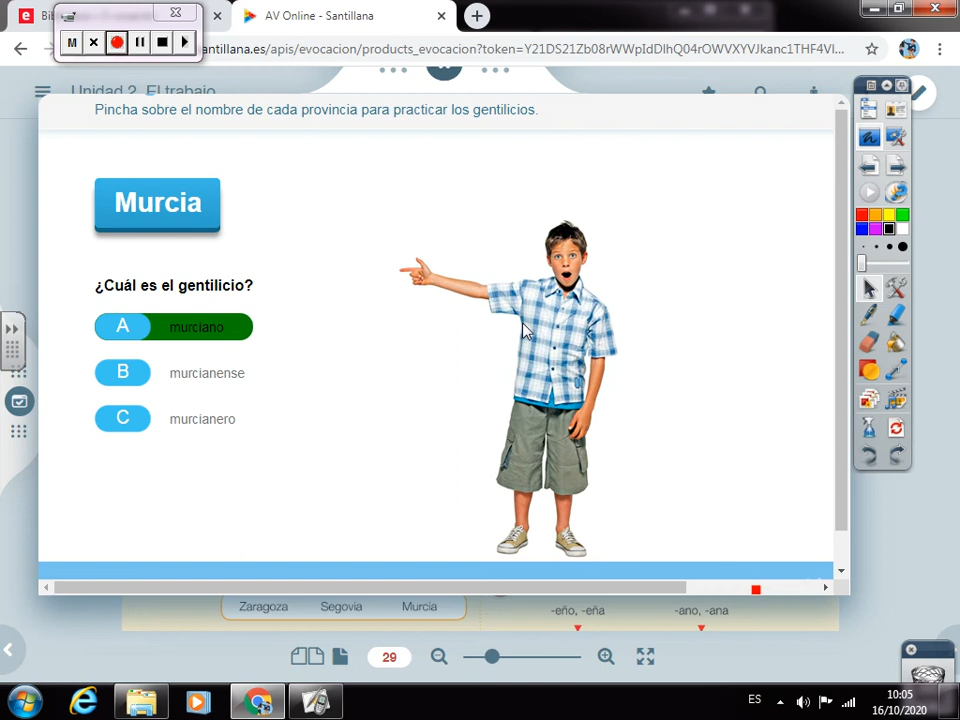 AV Online - Santillana
M
antillana.es/apis/evocacion/products_evocacion?token=Y21DS21Zb08rWWpIdDlhQ04rOWVXYVJkanc1THF4Vl...
Unidad 2. El trabajo
Pincha sobre el nombre de cada provincia para practicar los gentilicios.
Murcia
¿Cuál es el gentilicio?
A murciano
B murcianense
C murcianero
Zaragoza Segovia Murcia
-eño, -eña -ano, -ana
29
ES
10:05
16/10/2020